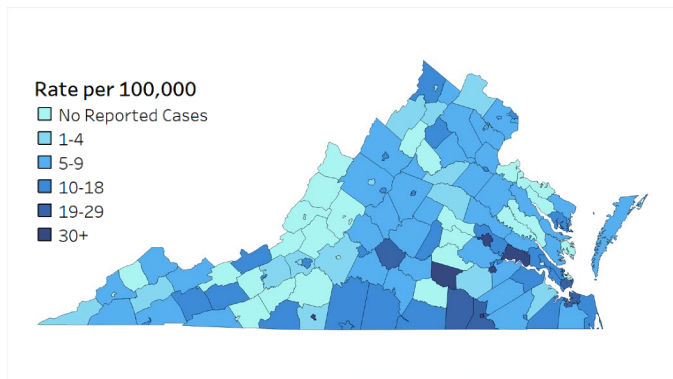 Rate per 100,000
No Reported Cases
1-4
5-9
10-18
19-29
30+